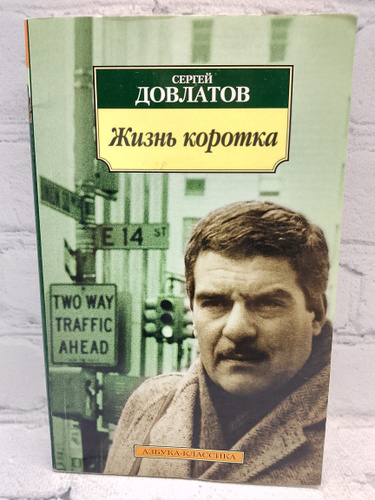 СЕРГЕЙ
ДОВЛАТОВ
Жизнь коротка
E 14 ST
TWO WAY
TRAFFIC
AHEAD
АЗБУКА-КЛАССИКА